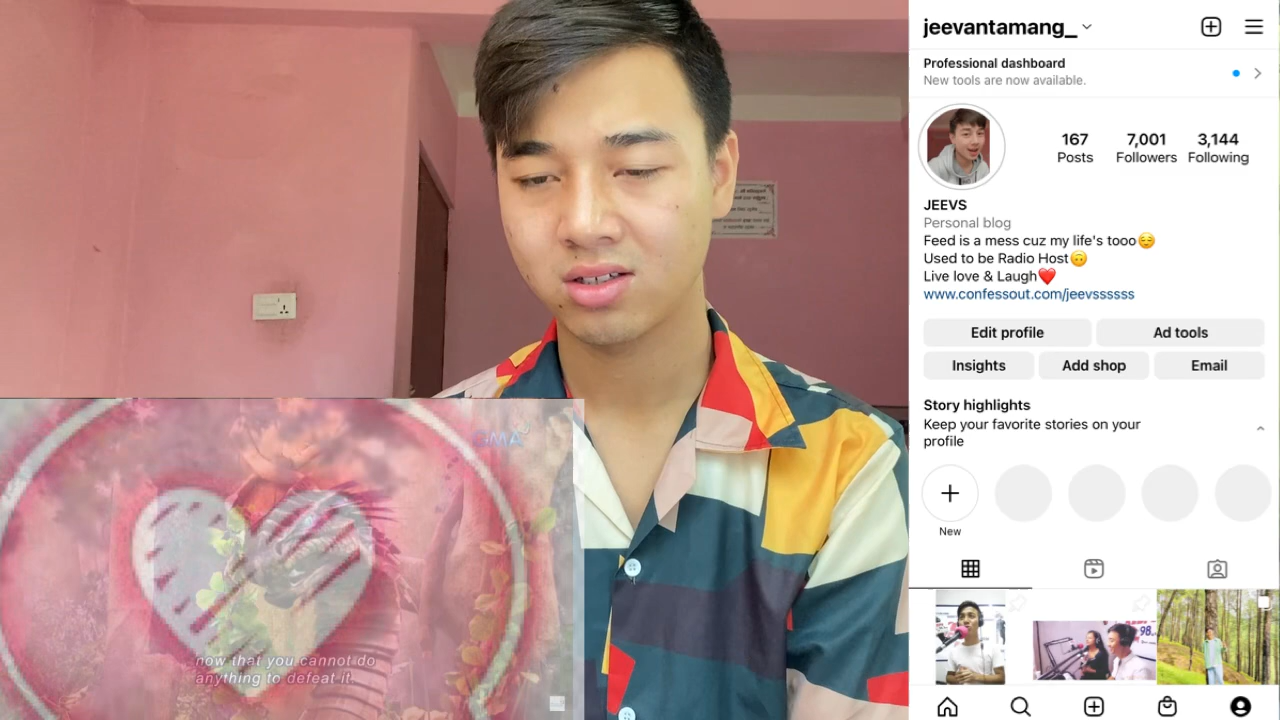 jeevantamang_
Professional dashboard
New tools are now available.
167
7,001
3,144
Posts
Followers
Following
JEEVS
Personal blog
Feed is a mess cuz my life's tooo😌
Used to be Radio Host🙃
Live love & Laugh❤️
www.confessout.com/jeevssssss
Edit profile
Ad tools
Insights
Add shop
Email
Story highlights
Keep your favorite stories on your
profile
New
98.
GMA
now that you cannot do
anything to defeat it.